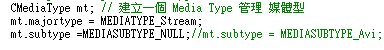 CMediaType mt; // 建立一個 Media Type 管理 媒體型
mt.majortype = MEDIATYPE_Stream;
mt.subtype =MEDIASUBTYPE_NULL;//mt.subtype = MEDIASUBTYPE_Avi;